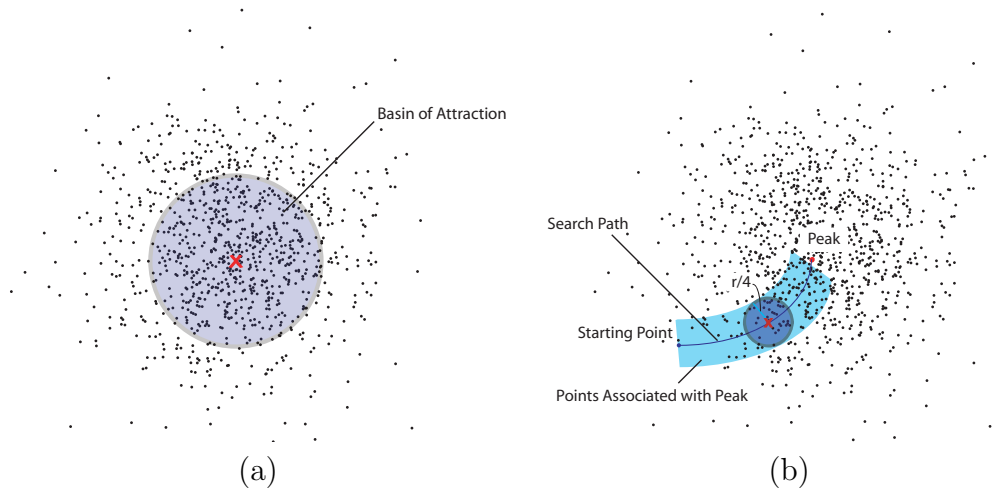 Basin of Attraction
Search Path
Peak
r/4
Starting Point
Points Associated with Peak
(a)
(b)